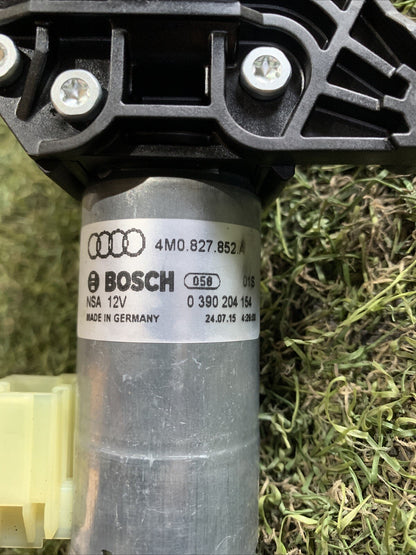 4M0.827.852.A
BOSCH 058 01S
NSA 12V 0 390 204 154
MADE IN GERMANY 24.07.15